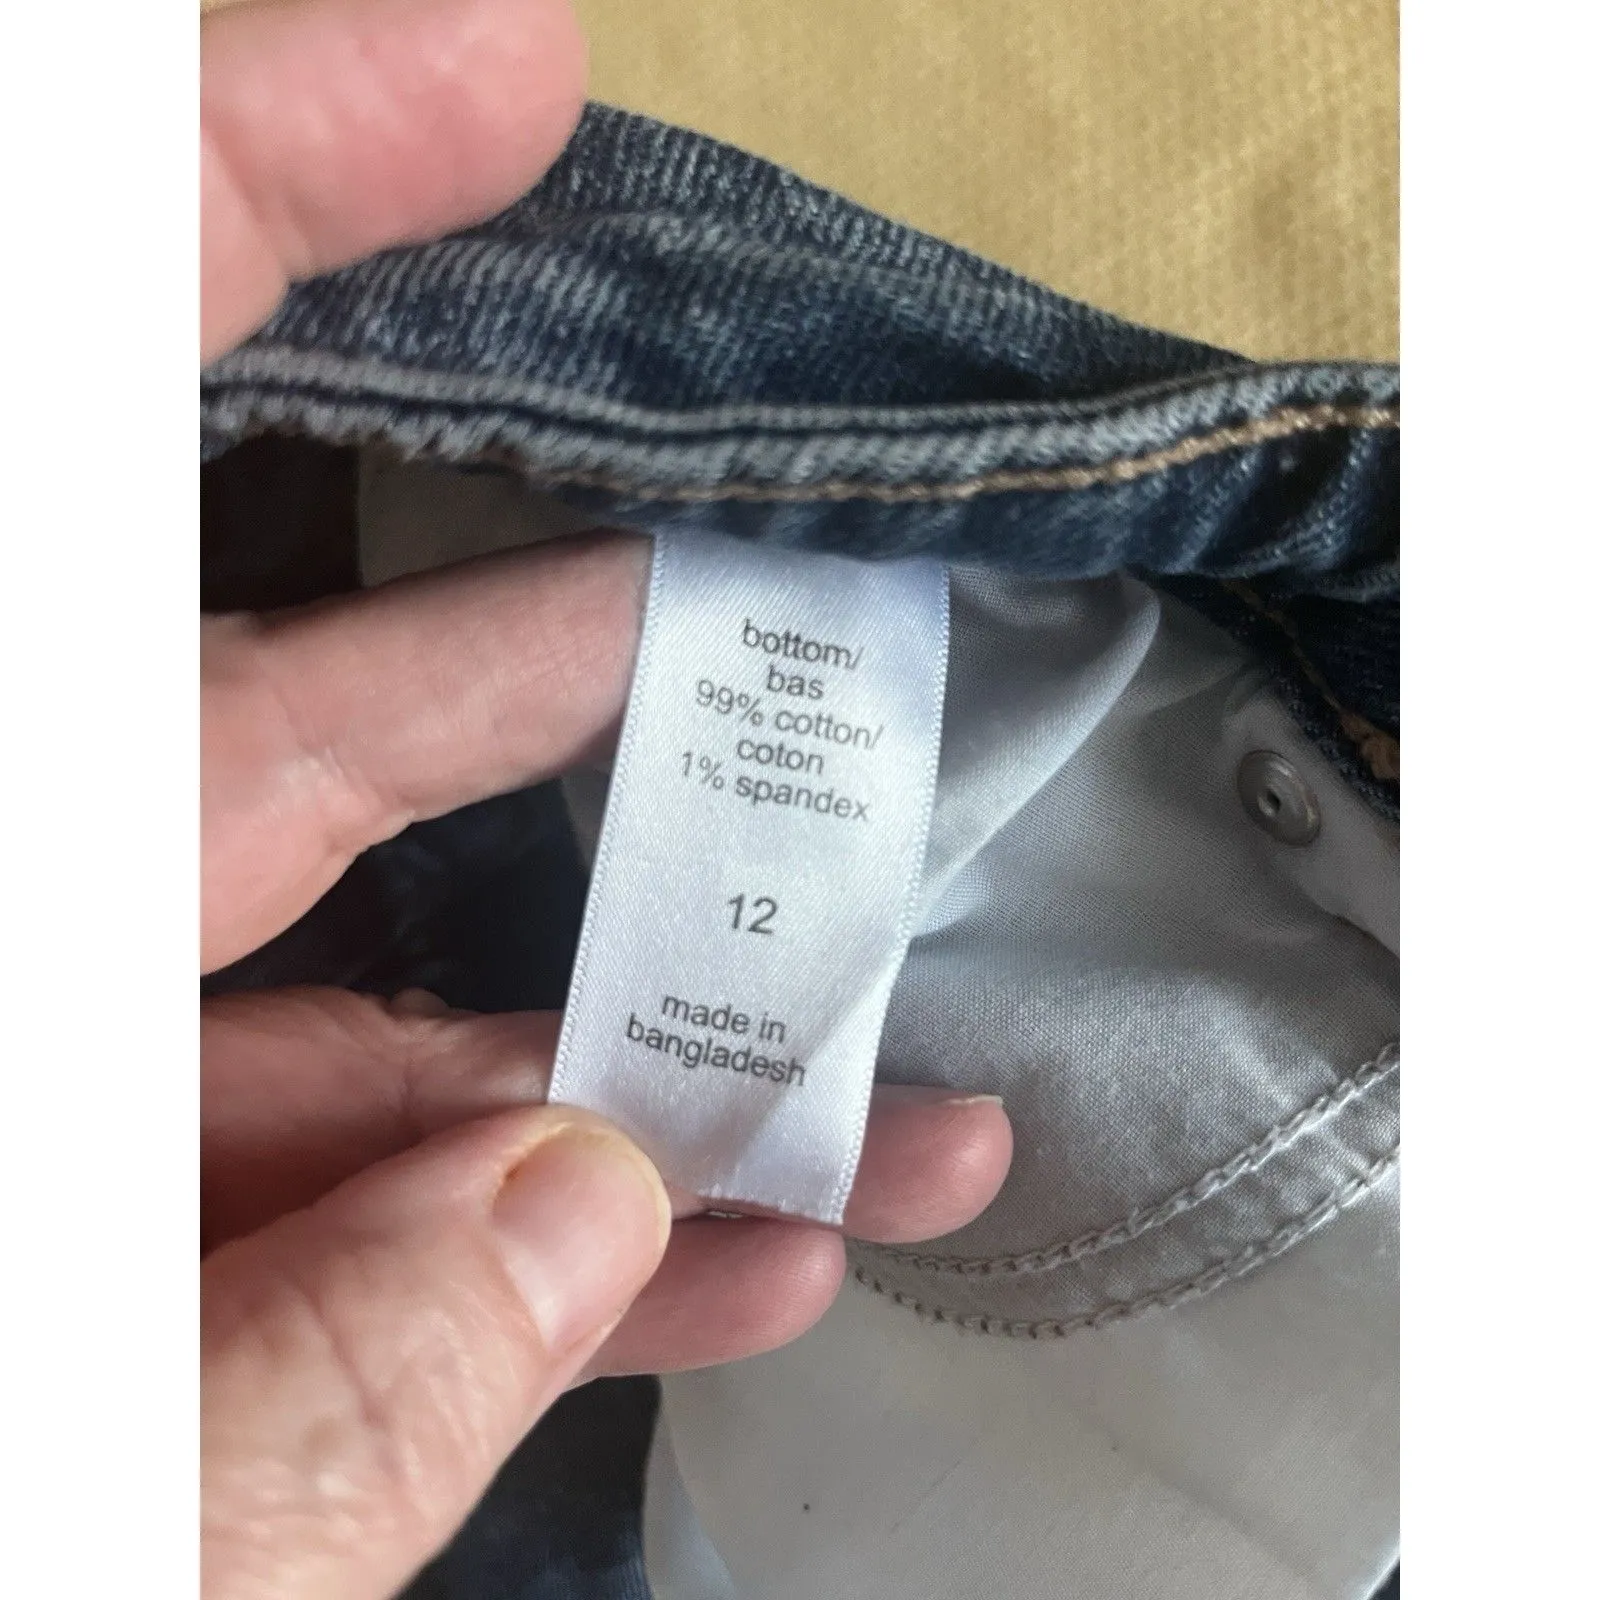 bottom/
bas
99% cotton/
coton
1% spandex
12
made in
bangladesh